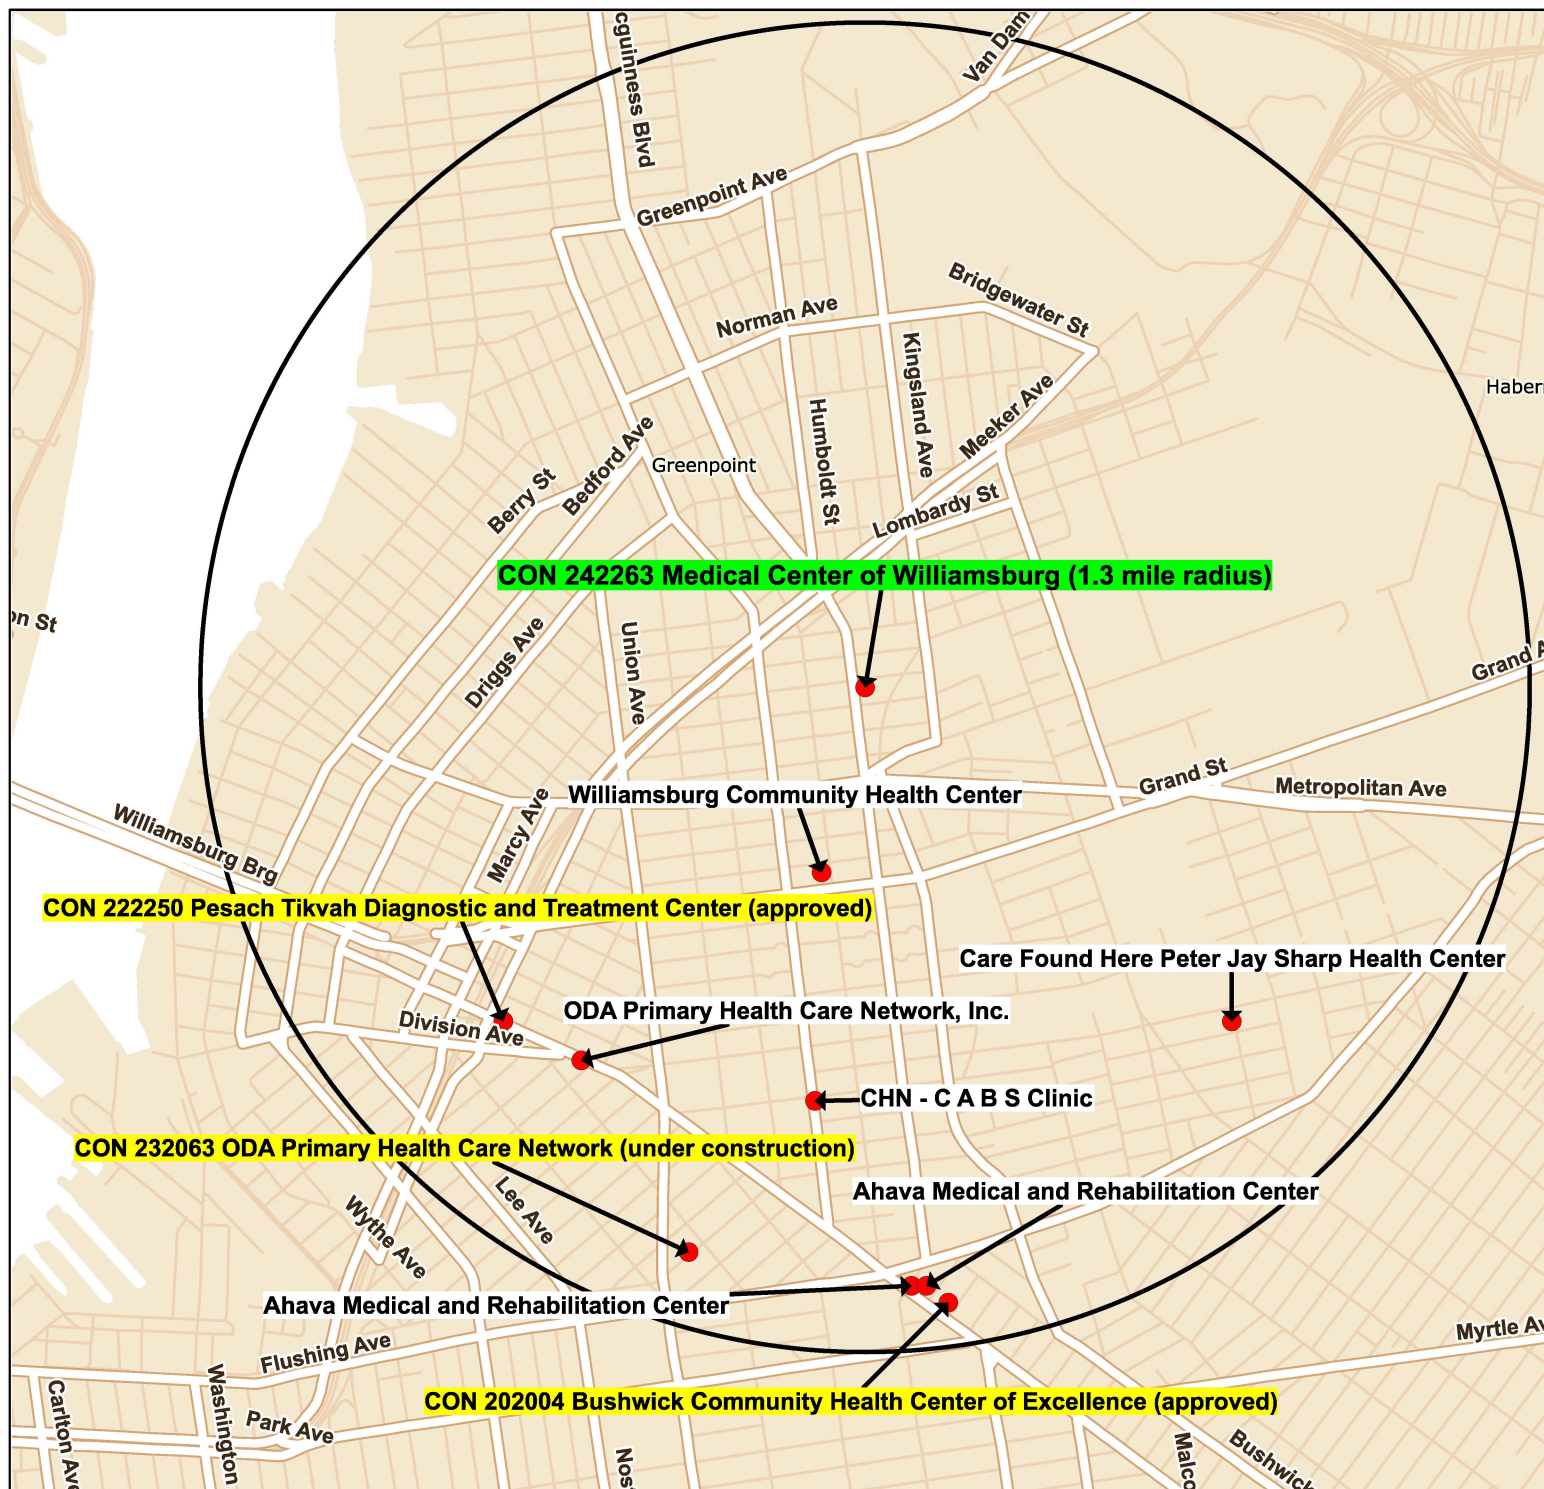 cguinness Blvd
Van Dam
Greenpoint Ave
Bridgewater St
Norman Ave
Kingsland Ave
Meeker Ave
Haber
Humboldt St
Bedford Ave
Greenpoint
Berry St
Lombardy St
CON 242263 Medical Center of Williamsburg (1.3 mile radius)
on St
Union Ave
Driggs Ave
Grand A
Grand St
Metropolitan Ave
Williamsburg Community Health Center
Marcy Ave
Williamsburg Brg
CON 222250 Pesach Tikvah Diagnostic and Treatment Center (approved)
Care Found Here Peter Jay Sharp Health Center
ODA Primary Health Care Network, Inc.
Division Ave
CHN - C A B S Clinic
CON 232063 ODA Primary Health Care Network (under construction)
Ahava Medical and Rehabilitation Center
Lee Ave
Wythe Ave
Ahava Medical and Rehabilitation Center
Flushing Ave
Myrtle Av
CON 202004 Bushwick Community Health Center of Excellence (approved)
Carlton Ave
Washington
Park Ave
Nos
Malco
Bushwick